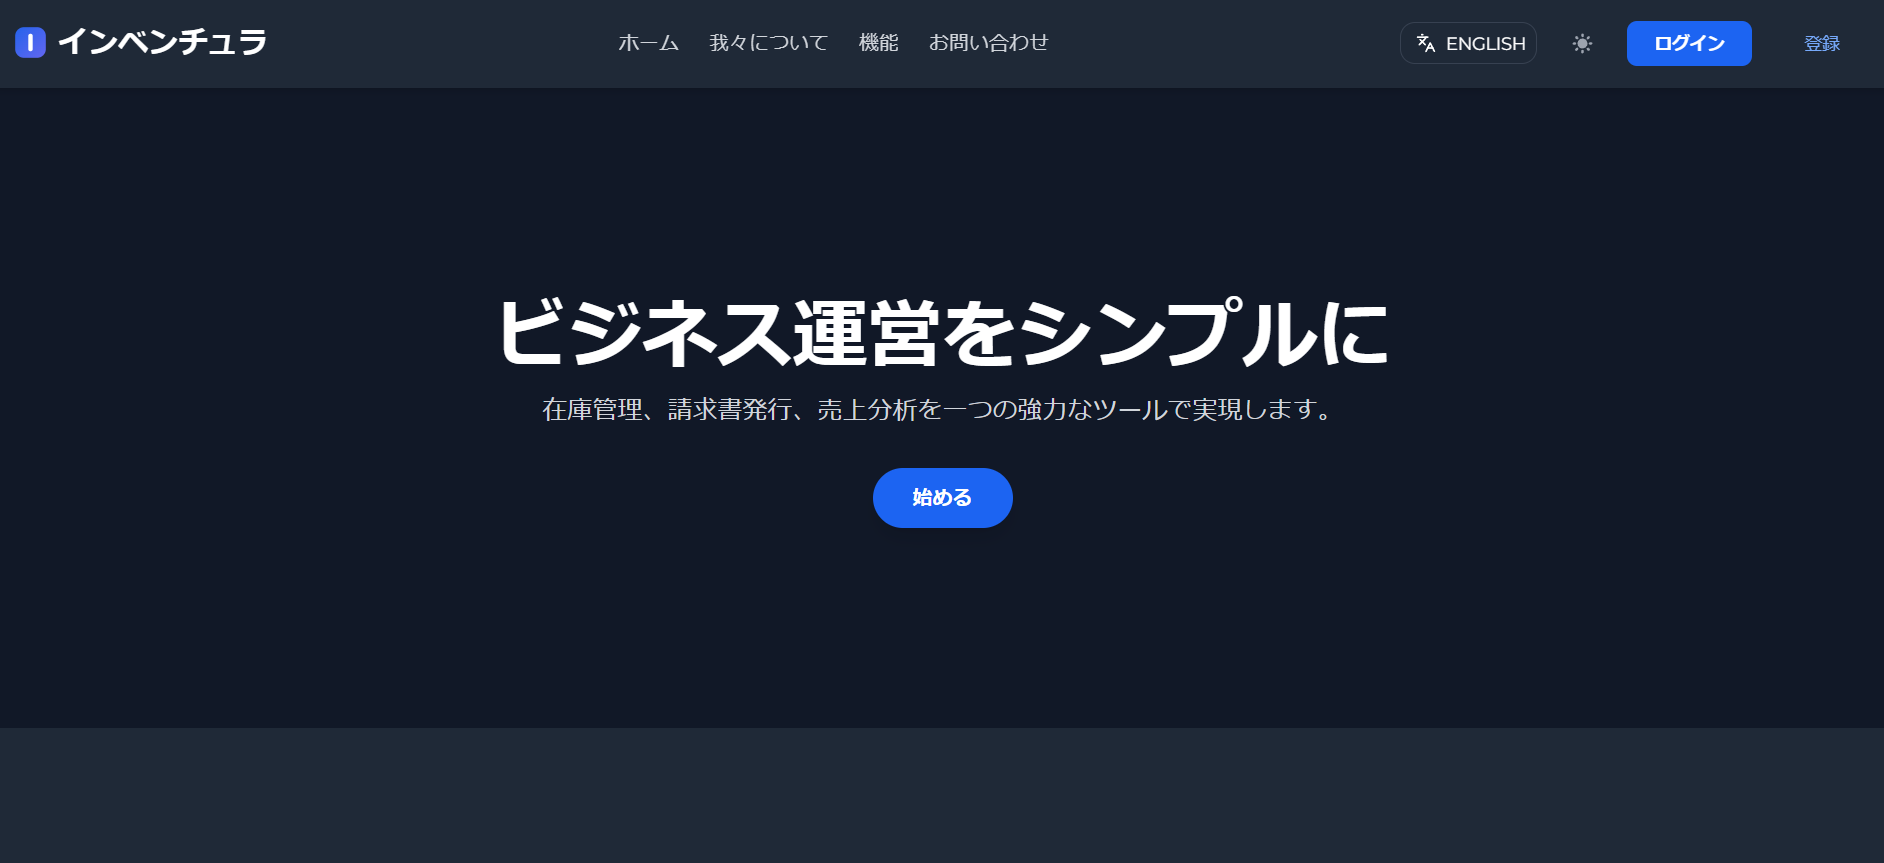 I インベンチュラ
ホーム 我々について 機能 お問い合わせ
ENGLISH ログイン 登録
ビジネス運営をシンプルに
在庫管理、請求書発行、売上分析を一つの強力なツールで実現します。
始める